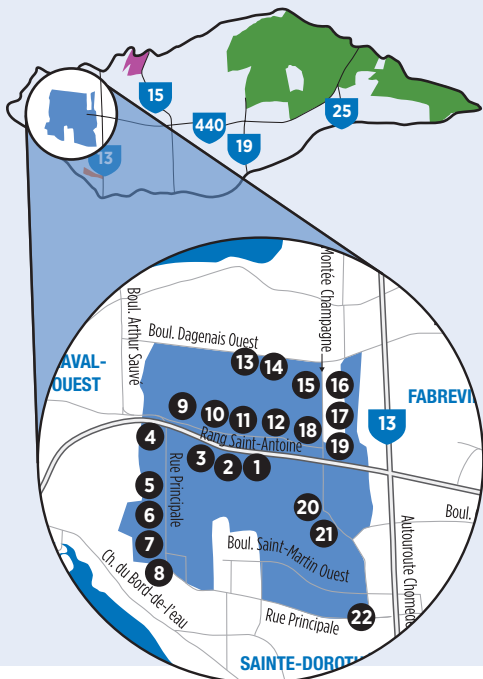 15
25
440
19
13
Montée Champagne
Boul. Arthur Sauvé
Boul. Dagenais Ouest
13
14
15
16
AVAL-
OUEST
FABREVI
9
10
11
12
17
13
18
4
Rang Saint-Antoine
19
3
2
1
Rue Principale
5
6
20
Boul.
21
7
Boul. Saint-Martin Ouest
8
Ch. du Bord-de-l'eau
Autouroute Chomede
Rue Principale
22
SAINTE-DOROTH